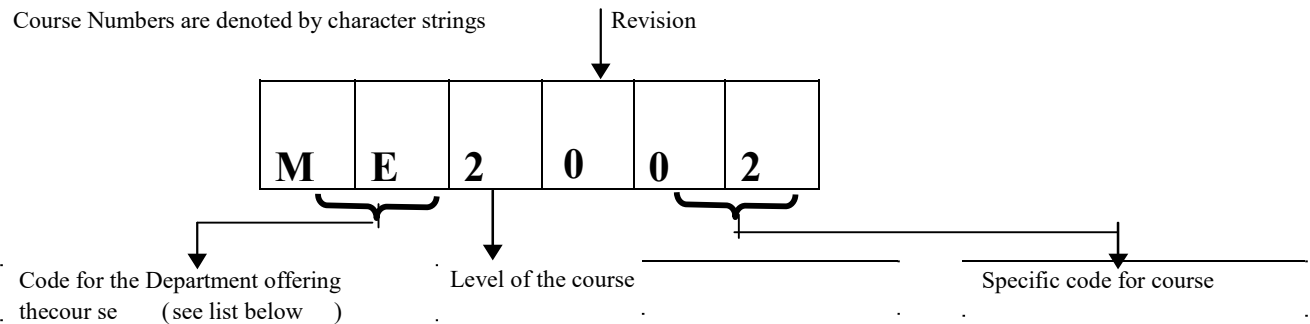 Course Numbers are denoted by character strings Revision
M E 2 0 0 2
Code for the Department offering Level of the course Specific code for course
thecour se (see list below )